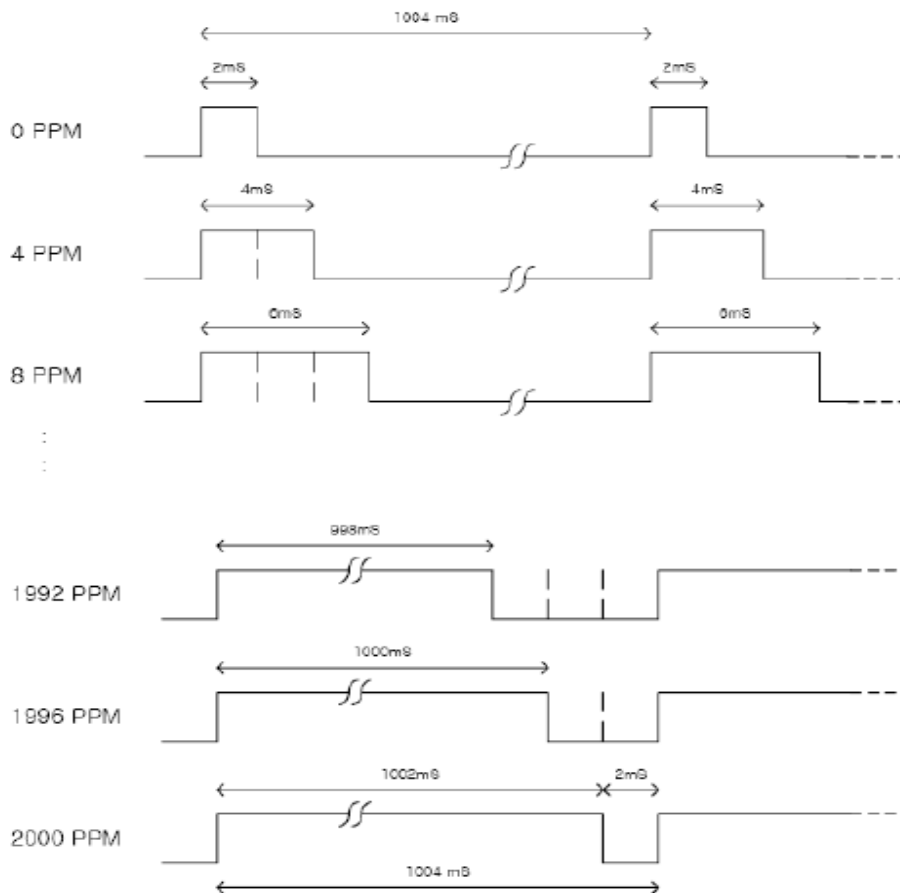 1004 mS
2mS 2mS
0 PPM
4mS 4mS
4 PPM
6mS 6mS
8 PPM
:
:
998mS
1992 PPM
1000mS
1996 PPM
1002mS 2mS
2000 PPM
1004 mS